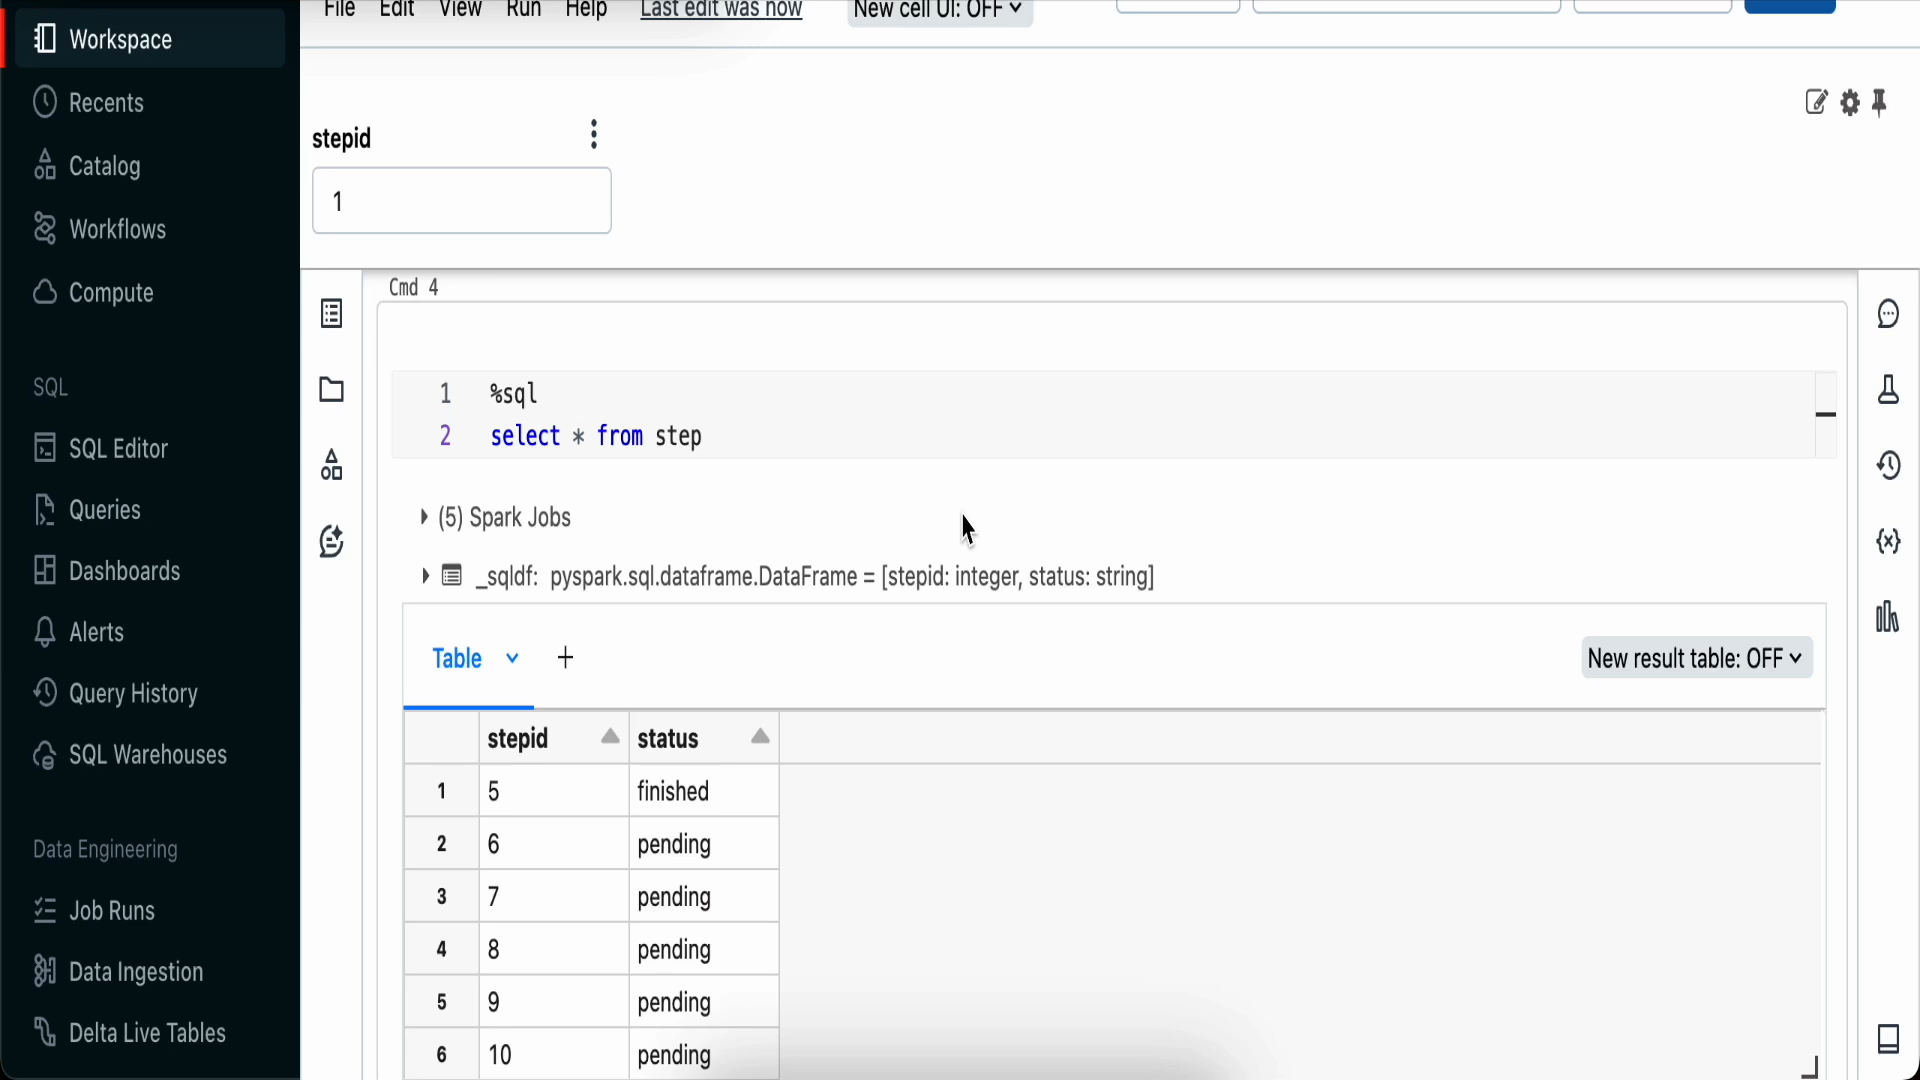 Workspace
Recents
Catalog
Workflows
Compute
SQL
SQL Editor
Queries
Dashboards
Alerts
Query History
SQL Warehouses
Data Engineering
Job Runs
Data Ingestion
Delta Live Tables
File Edit View Run Help Last edit was now New cell UI: OFF
stepid
1
Cmd 4
1 %sql
2 select * from step
(5) Spark Jobs
_sqldf: pyspark.sql.dataframe.DataFrame = [stepid: integer, status: string]
Table + New result table: OFF
stepid status
1 5 finished
2 6 pending
3 7 pending
4 8 pending
5 9 pending
6 10 pending